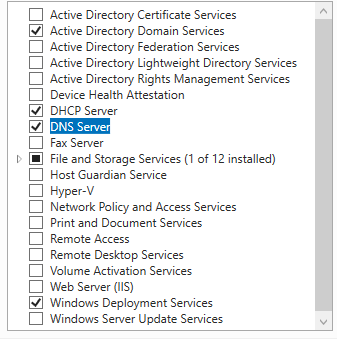 Active Directory Certificate Services
Active Directory Domain Services
Active Directory Federation Services
Active Directory Lightweight Directory Services
Active Directory Rights Management Services
Device Health Attestation
DHCP Server
DNS Server
Fax Server
File and Storage Services (1 of 12 installed)
Host Guardian Service
Hyper-V
Network Policy and Access Services
Print and Document Services
Remote Access
Remote Desktop Services
Volume Activation Services
Web Server (IIS)
Windows Deployment Services
Windows Server Update Services